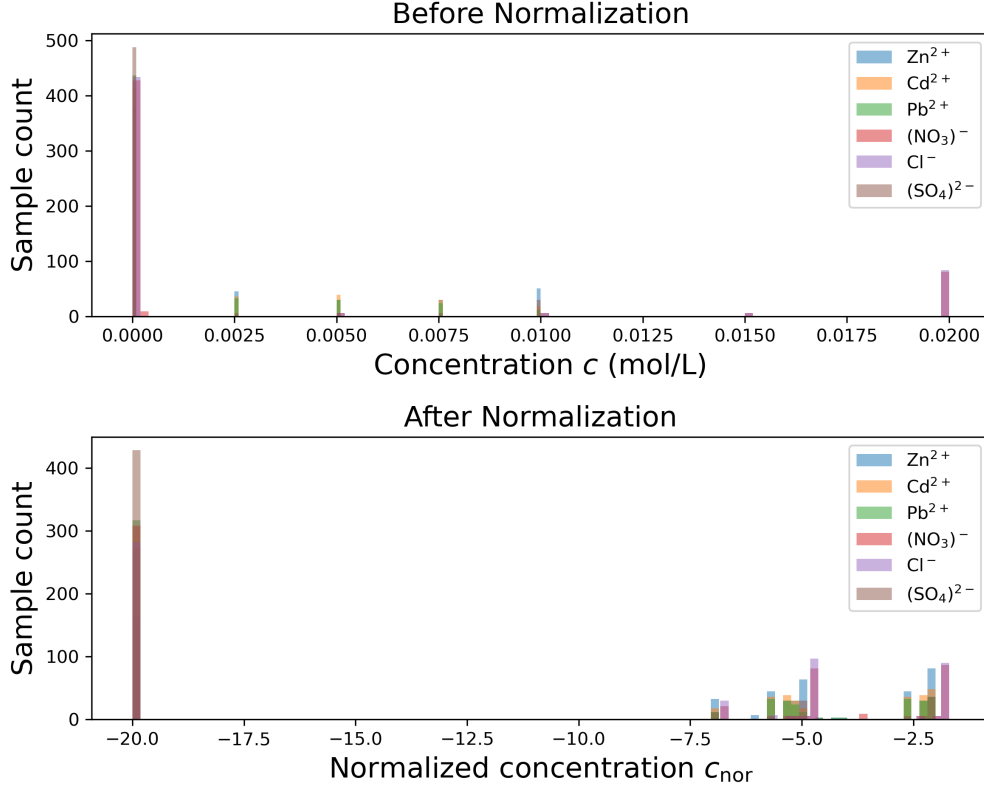 Before Normalization
500
400
300
200
100
0
Sample count
Zn²⁺
Cd²⁺
Pb²⁺
(NO₃)⁻
Cl⁻
(SO₄)²⁻
0.0000 0.0025 0.0050 0.0075 0.0100 0.0125 0.0150 0.0175 0.0200
Concentration c (mol/L)
After Normalization
400
300
200
100
0
Sample count
Zn²⁺
Cd²⁺
Pb²⁺
(NO₃)⁻
Cl⁻
(SO₄)²⁻
−20.0 −17.5 −15.0 −12.5 −10.0 −7.5 −5.0 −2.5
Normalized concentration c_nor